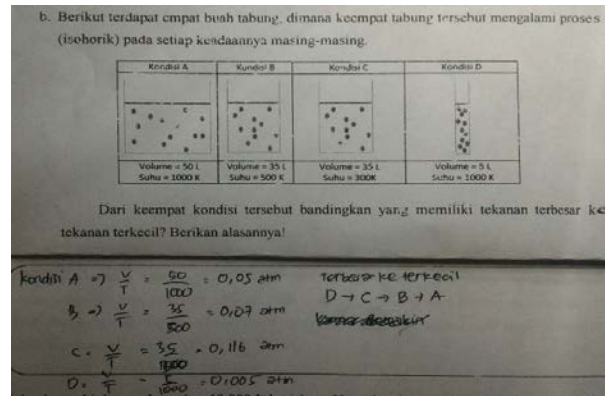 b. Berikut terdapat empat buah tabung, dimana keempat tabung tersebut mengalami proses
(isohorik) pada setiap keadaannya masing-masing.
Kondisi A Kondisi B Kondisi C Kondisi D
Volume = 50 L Volume = 35 L Volume = 35 L Volume = 5 L
Suhu = 1000 K Suhu = 500 K Suhu = 300K Suhu = 1000 K
Dari keempat kondisi tersebut bandingkan yang memiliki tekanan terbesar ke
tekanan terkecil? Berikan alasannya!
kondisi A => V/T = 50/1000 = 0,05 atm
B => V/T = 35/500 = 0,07 atm
C. V/T = 35/ = 0,116 atm
D. V/T = 5/1000 = 0,005 atm
Terbesar ke terkecil
D → C → B → A